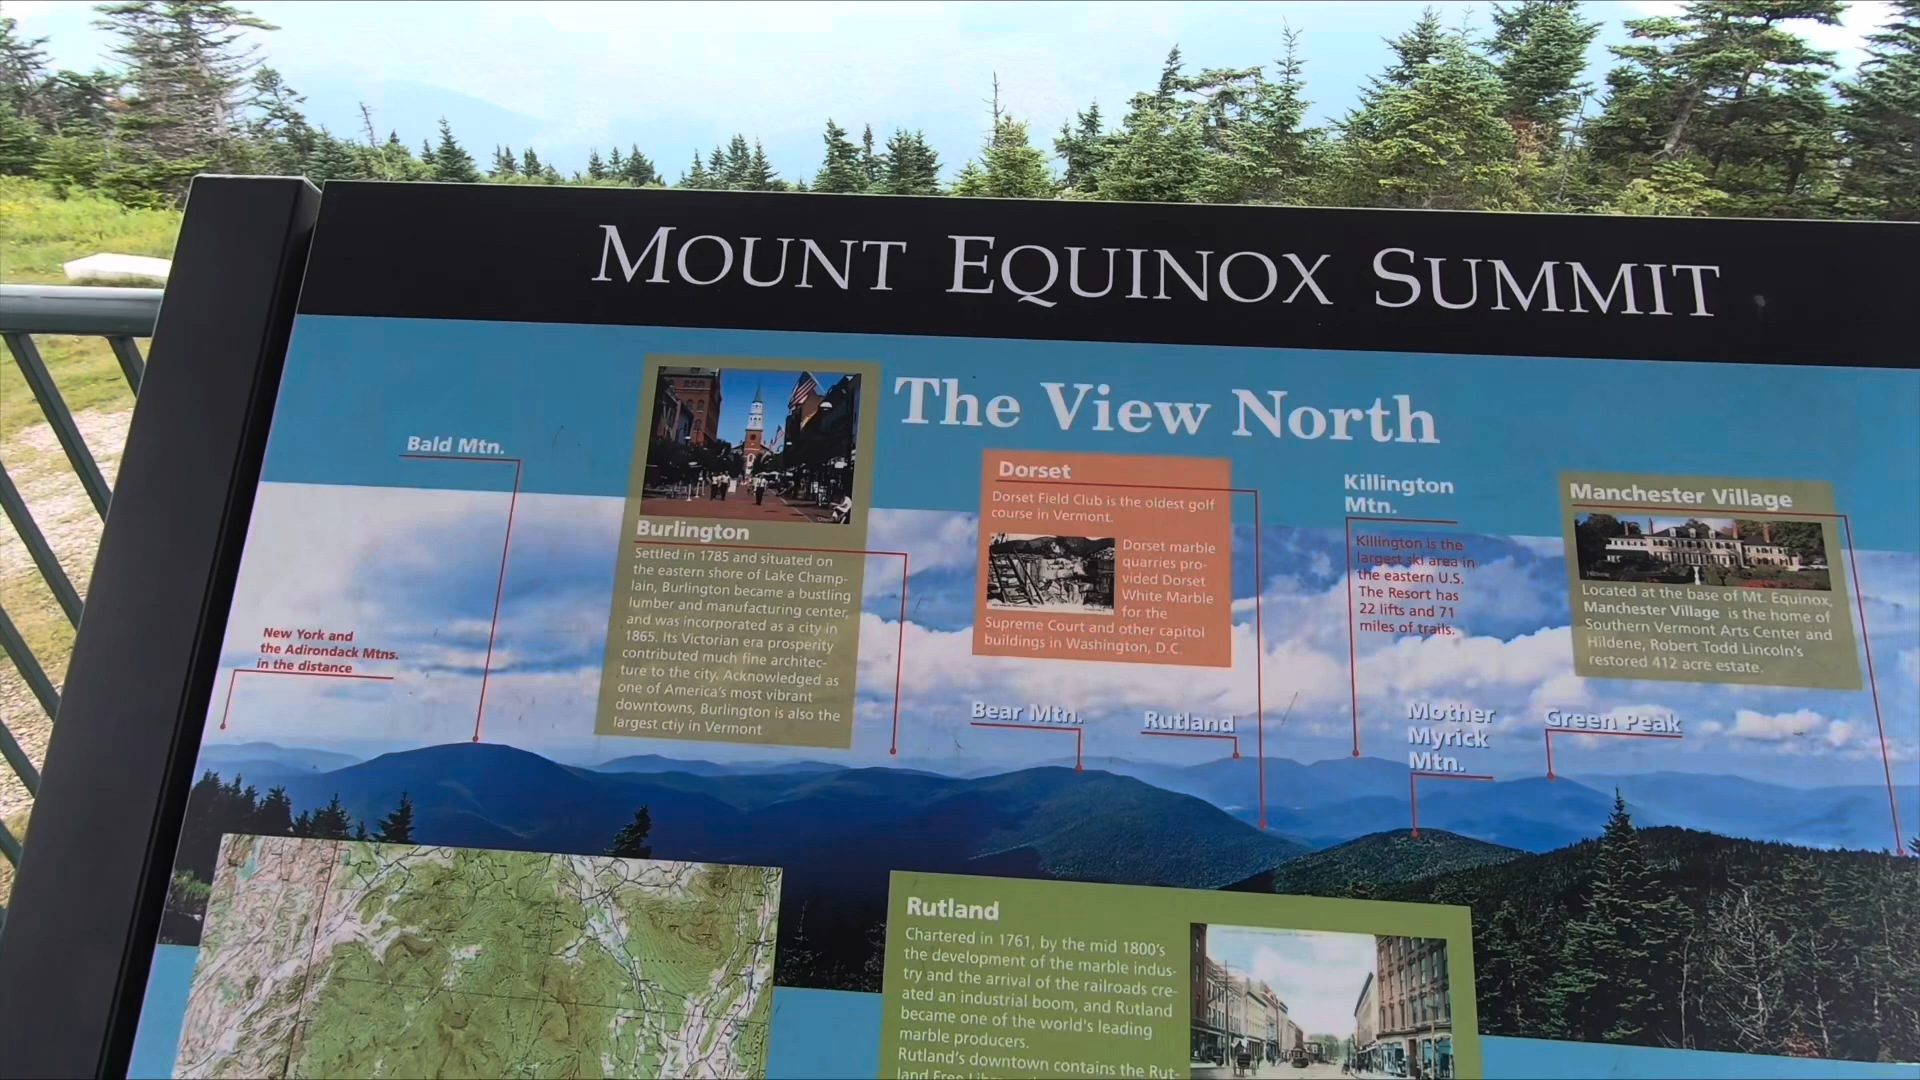 MOUNT EQUINOX SUMMIT
The View North
Bald Mtn.
New York and
the Adirondack Mtns.
in the distance
Burlington
Settled in 1785 and situated on
the eastern shore of Lake Champ-
lain, Burlington became a bustling
lumber and manufacturing center,
and was incorporated as a city in
1865. Its Victorian era prosperity
contributed much fine architec-
ture to the city. Acknowledged as
one of America's most vibrant
downtowns, Burlington is also the
largest ctiy in Vermont
Dorset
Dorset Field Club is the oldest golf
course in Vermont.
Dorset marble
quarries pro-
vided Dorset
White Marble
for the
Supreme Court and other capitol
buildings in Washington, D.C.
Killington
Mtn.
Killington is the
largest ski area in
the eastern U.S.
The Resort has
22 lifts and 71
miles of trails.
Manchester Village
Located at the base of Mt. Equinox,
Manchester Village is the home of
Southern Vermont Arts Center and
Hildene, Robert Todd Lincoln's
restored 412 acre estate.
Bear Mtn.
Rutland
Mother
Myrick
Mtn.
Green Peak
Rutland
Chartered in 1761, by the mid 1800's
the development of the marble indus-
try and the arrival of the railroads cre-
ated an industrial boom, and Rutland
became one of the world's leading
marble producers.
Rutland's downtown contains the Rut-
land Free